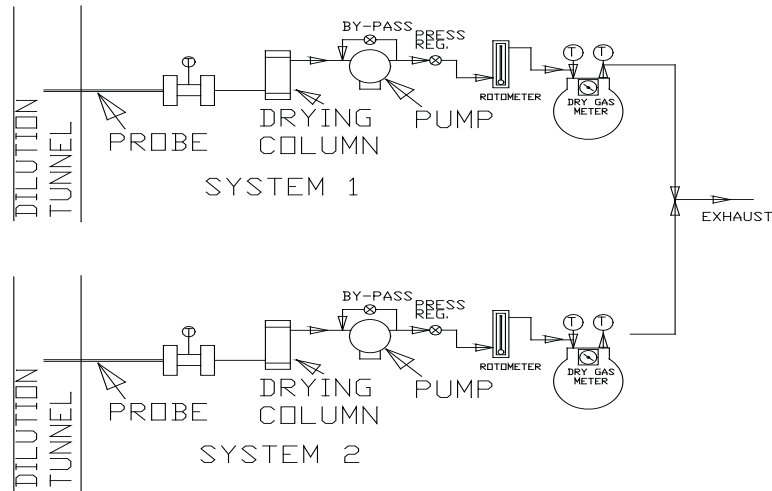 BY-PASS
PRESS
REG.
T
T
T
ROTOMETER
DRY GAS
METER
DRYING
COLUMN
PUMP
PROBE
DILUTION
TUNNEL
SYSTEM 1
EXHAUST
BY-PASS
PRESS
REG.
T
T
T
ROTOMETER
DRY GAS
METER
DRYING
COLUMN
PUMP
PROBE
DILUTION
TUNNEL
SYSTEM 2